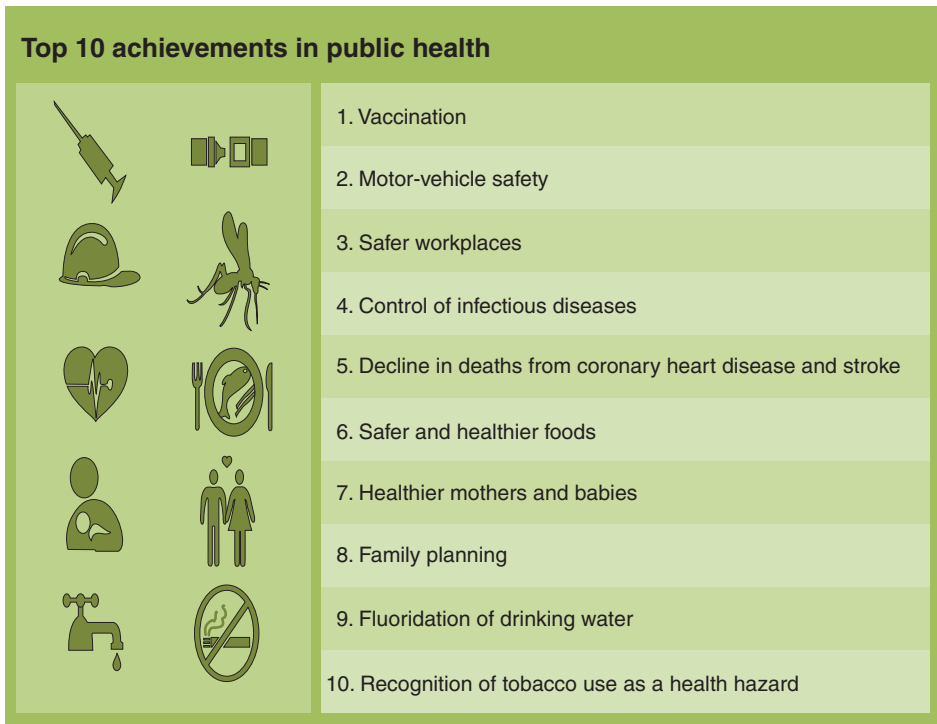 Top 10 achievements in public health
1. Vaccination
2. Motor-vehicle safety
3. Safer workplaces
4. Control of infectious diseases
5. Decline in deaths from coronary heart disease and stroke
6. Safer and healthier foods
7. Healthier mothers and babies
8. Family planning
9. Fluoridation of drinking water
10. Recognition of tobacco use as a health hazard